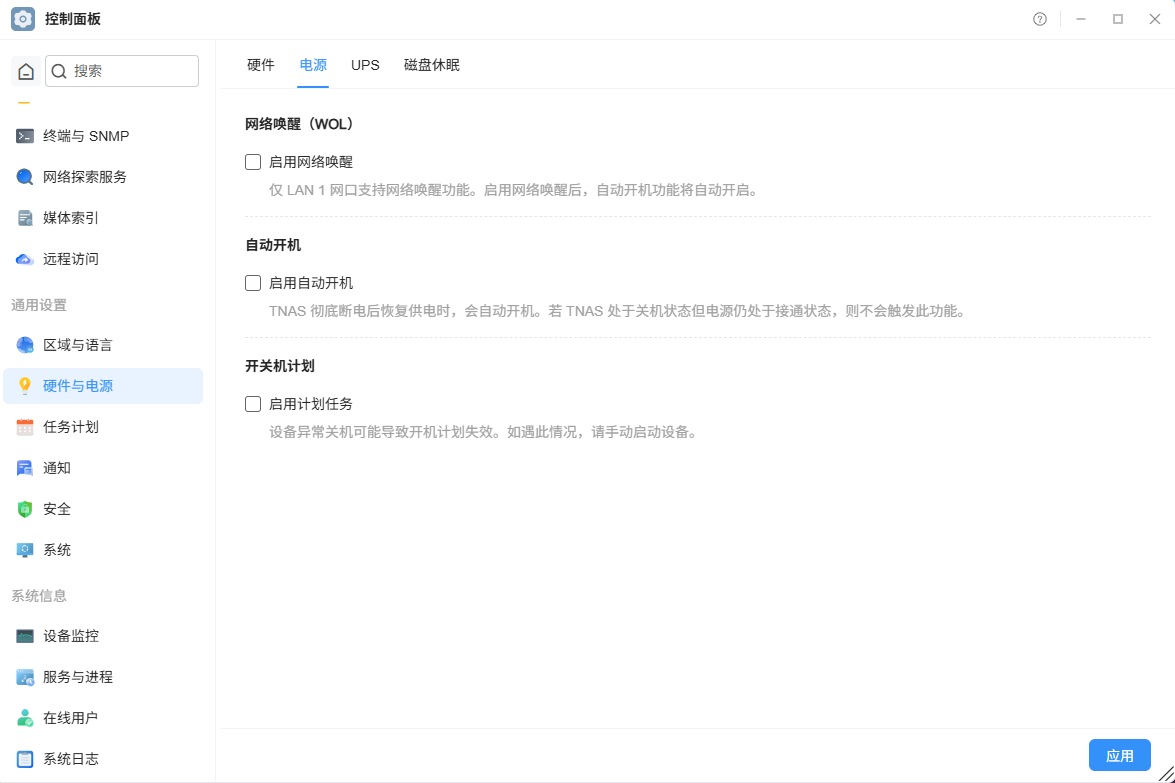 控制面板
搜索
终端与 SNMP
网络探索服务
媒体索引
远程访问
通用设置
区域与语言
硬件与电源
任务计划
通知
安全
系统
系统信息
设备监控
服务与进程
在线用户
系统日志
硬件 电源 UPS 磁盘休眠
网络唤醒（WOL）
启用网络唤醒
仅 LAN 1 网口支持网络唤醒功能。启用网络唤醒后，自动开机功能将自动开启。
自动开机
启用自动开机
TNAS 彻底断电后恢复供电时，会自动开机。若 TNAS 处于关机状态但电源仍处于接通状态，则不会触发此功能。
开关机计划
启用计划任务
设备异常关机可能导致开机计划失效。如遇此情况，请手动启动设备。
应用